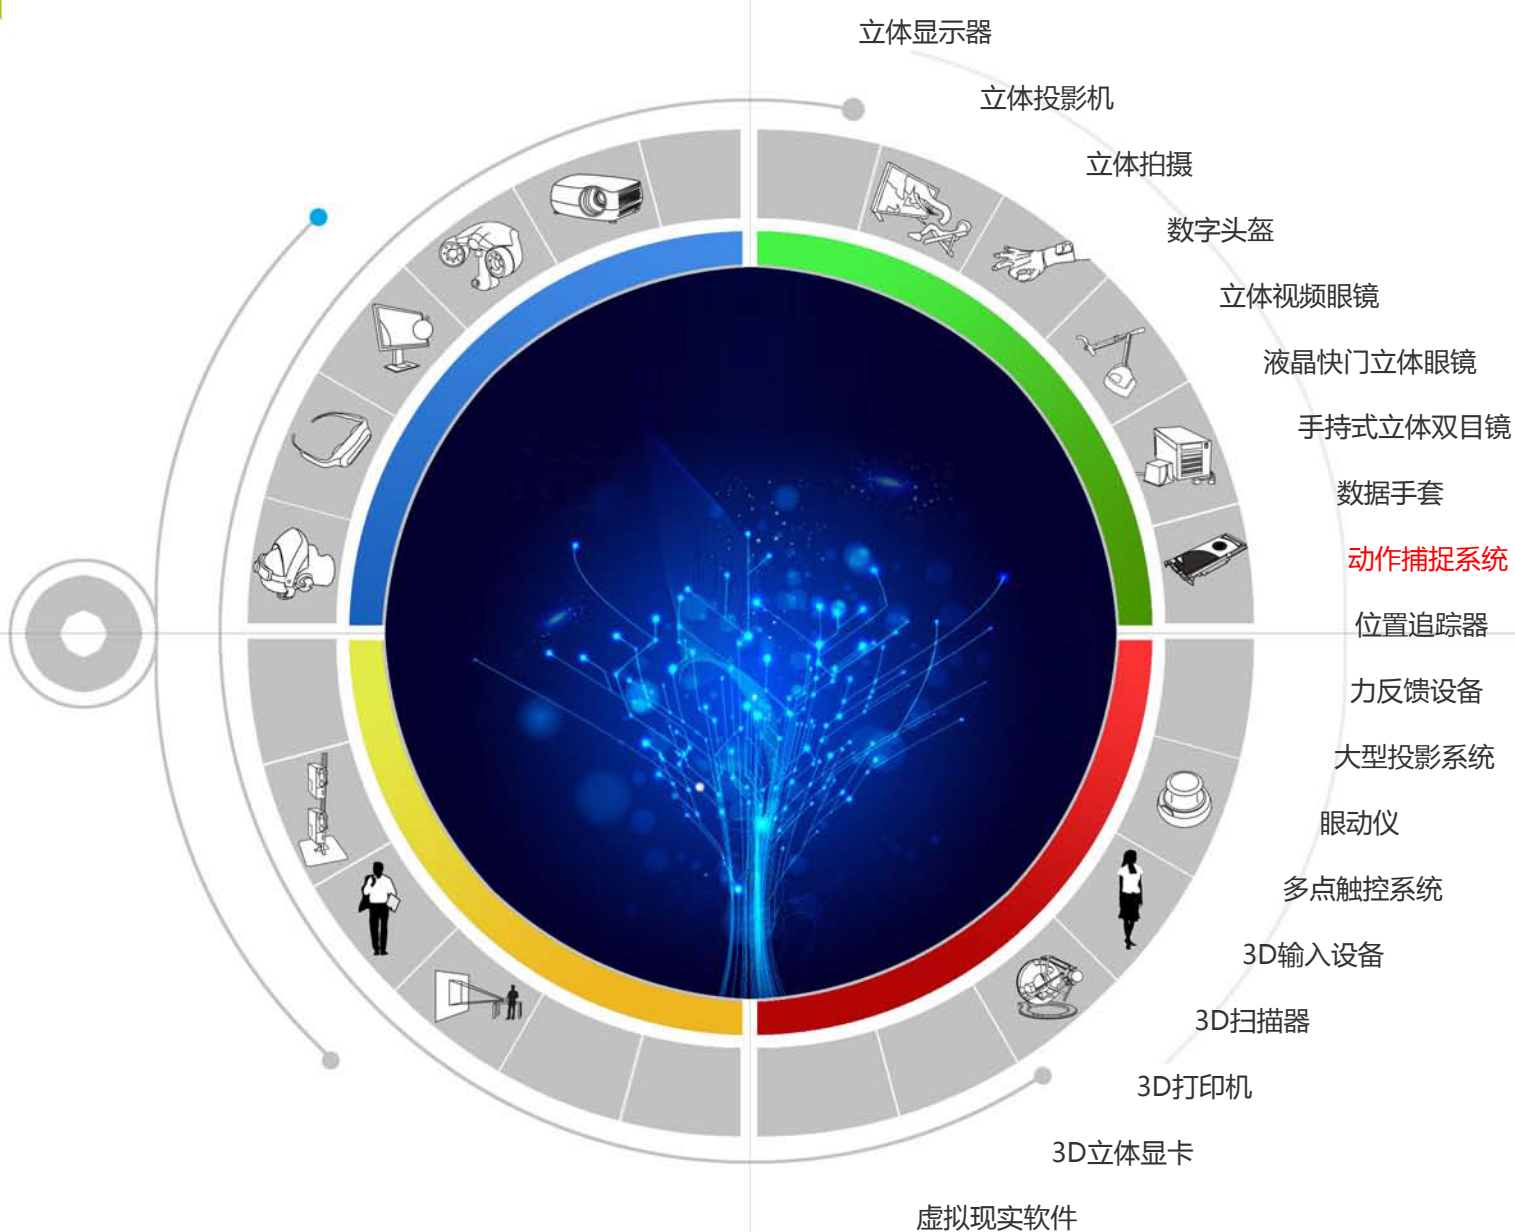 立体显示器
立体投影机
立体拍摄
数字头盔
立体视频眼镜
液晶快门立体眼镜
手持式立体双目镜
数据手套
动作捕捉系统
位置追踪器
力反馈设备
大型投影系统
眼动仪
多点触控系统
3D输入设备
3D扫描器
3D打印机
3D立体显卡
虚拟现实软件